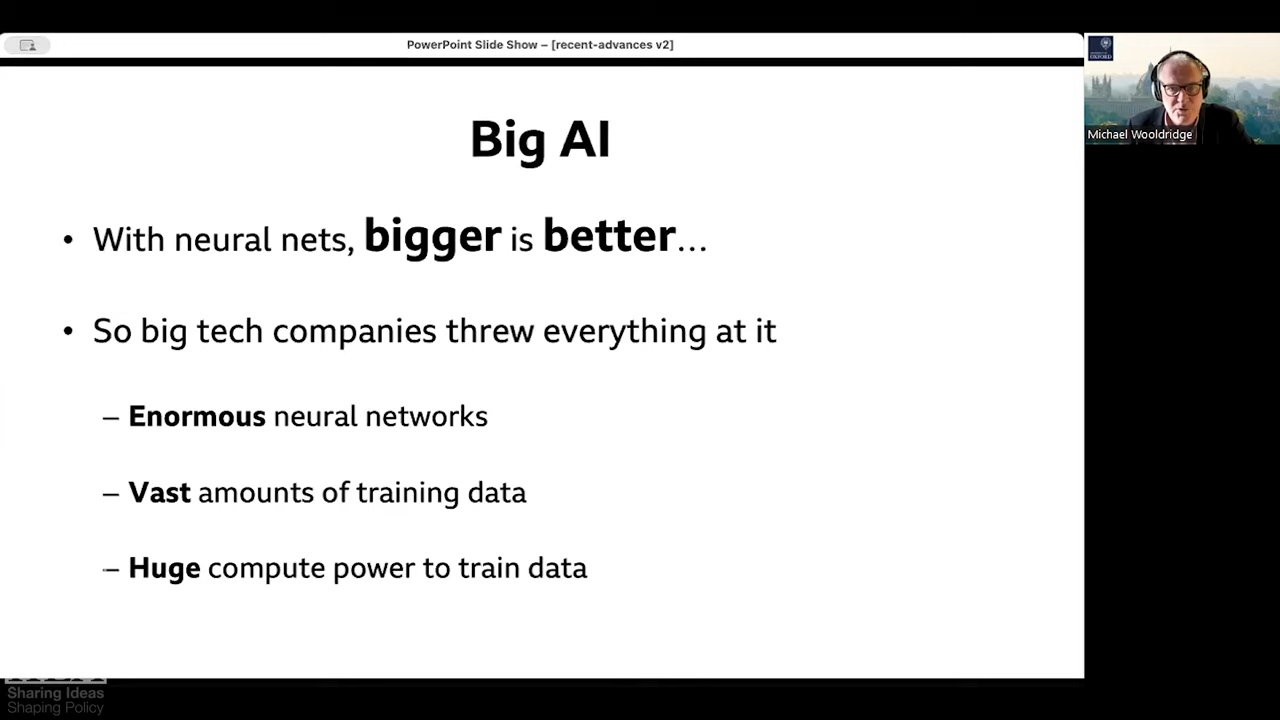 PowerPoint Slide Show – [recent-advances v2]
OXFORD
Michael Wooldridge
Big AI
• With neural nets, bigger is better...
• So big tech companies threw everything at it
– Enormous neural networks
– Vast amounts of training data
– Huge compute power to train data
Sharing Ideas
Shaping Policy